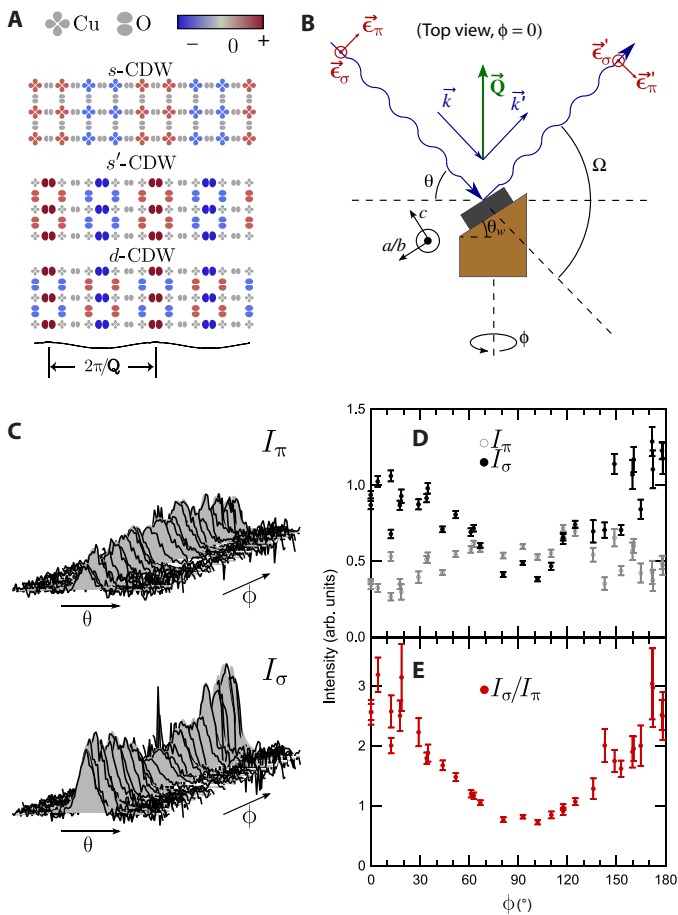 A
Cu
O
− 0 +
s-CDW
s′-CDW
d-CDW
2π/Q
B
(Top view, ϕ = 0)
ϵ⃗π
ϵ⃗σ
ϵ⃗′σ
ϵ⃗′π
Q⃗
k⃗
k⃗′
θ
Ω
c
a/b
θw
ϕ
C
Iπ
θ
ϕ
Iσ
θ
ϕ
D
Iπ
Iσ
1.5
1.0
0.5
0.0
Intensity (arb. units)
E
Iσ/Iπ
3
2
1
0
0 30 60 90 120 150 180
ϕ (°)